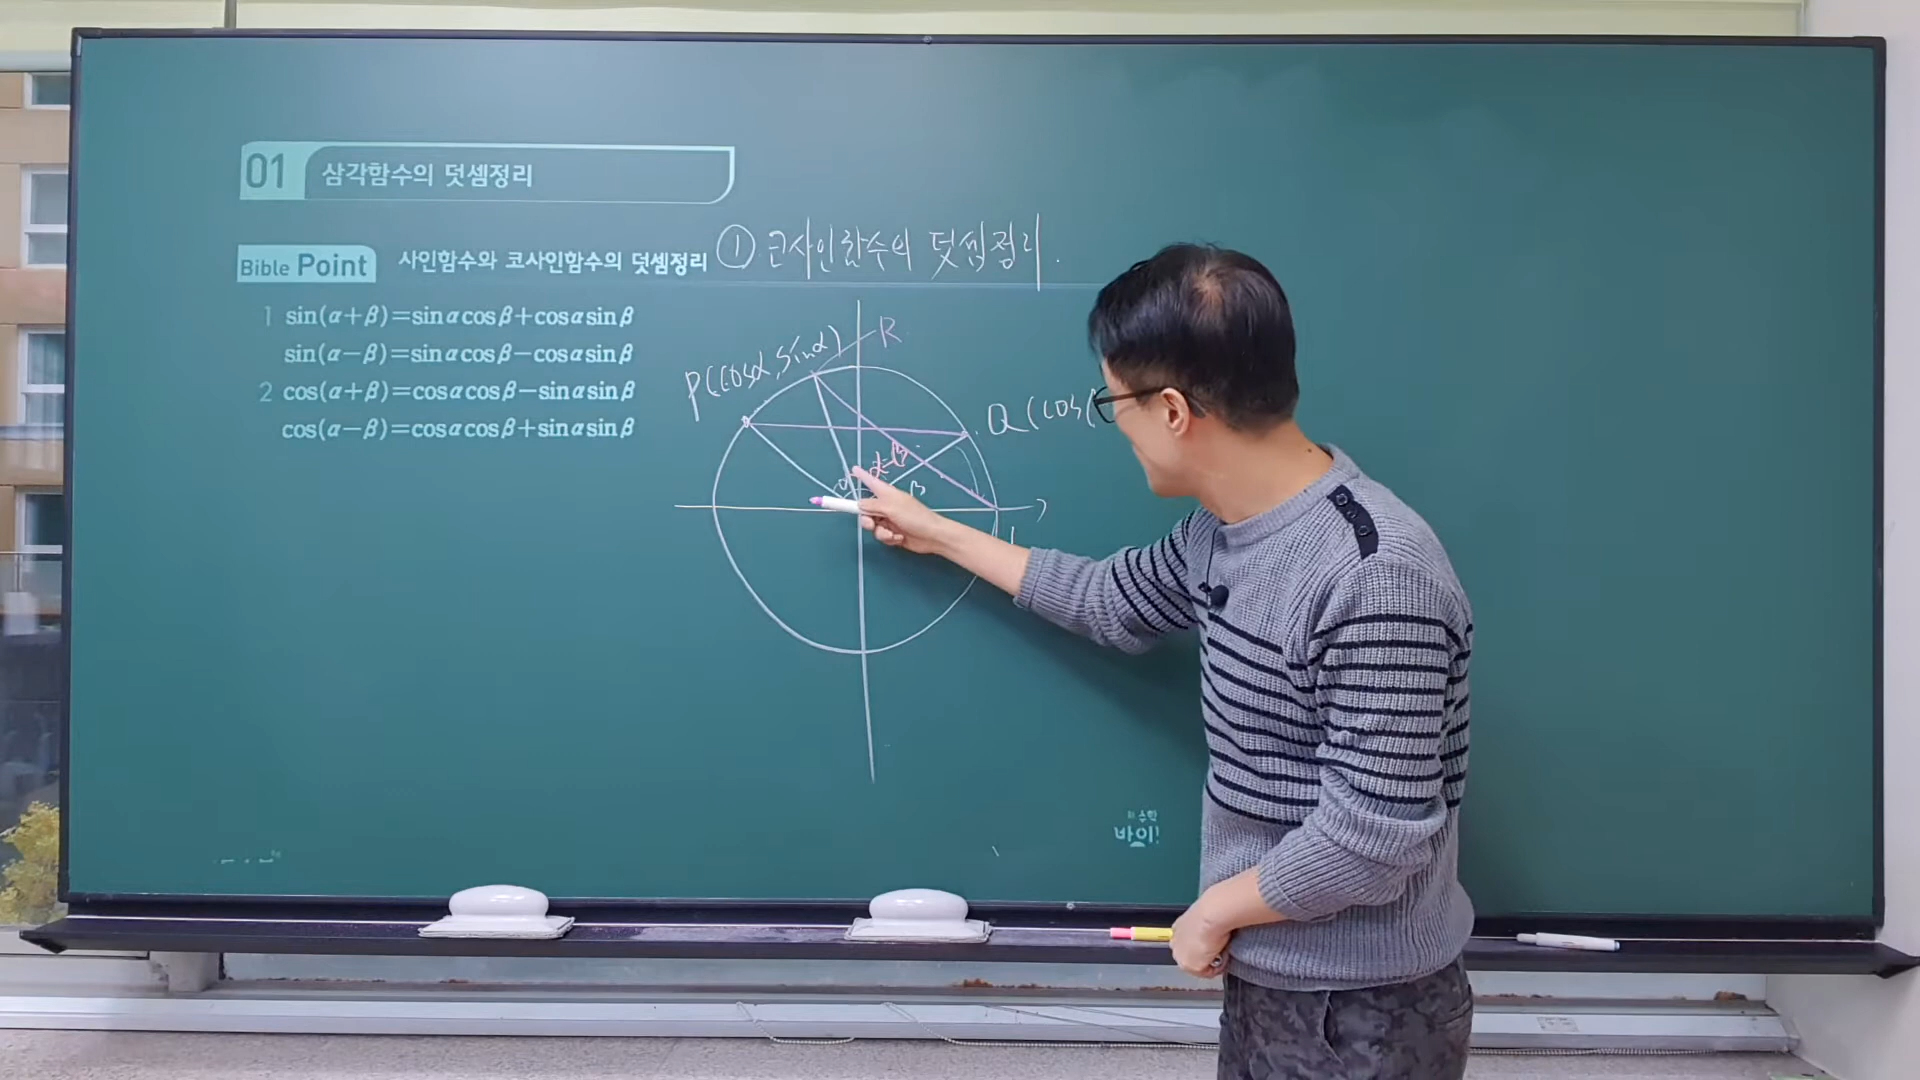 01 삼각함수의 덧셈정리
Bible Point 사인함수와 코사인함수의 덧셈정리
① 코사인함수의 덧셈정리.
1 sin(α+β)=sinαcosβ+cosαsinβ
sin(α−β)=sinαcosβ−cosαsinβ
2 cos(α+β)=cosαcosβ−sinαsinβ
cos(α−β)=cosαcosβ+sinαsinβ
R
P(cosα, sinα)
Q(cos(
α-β
β
1
바이!